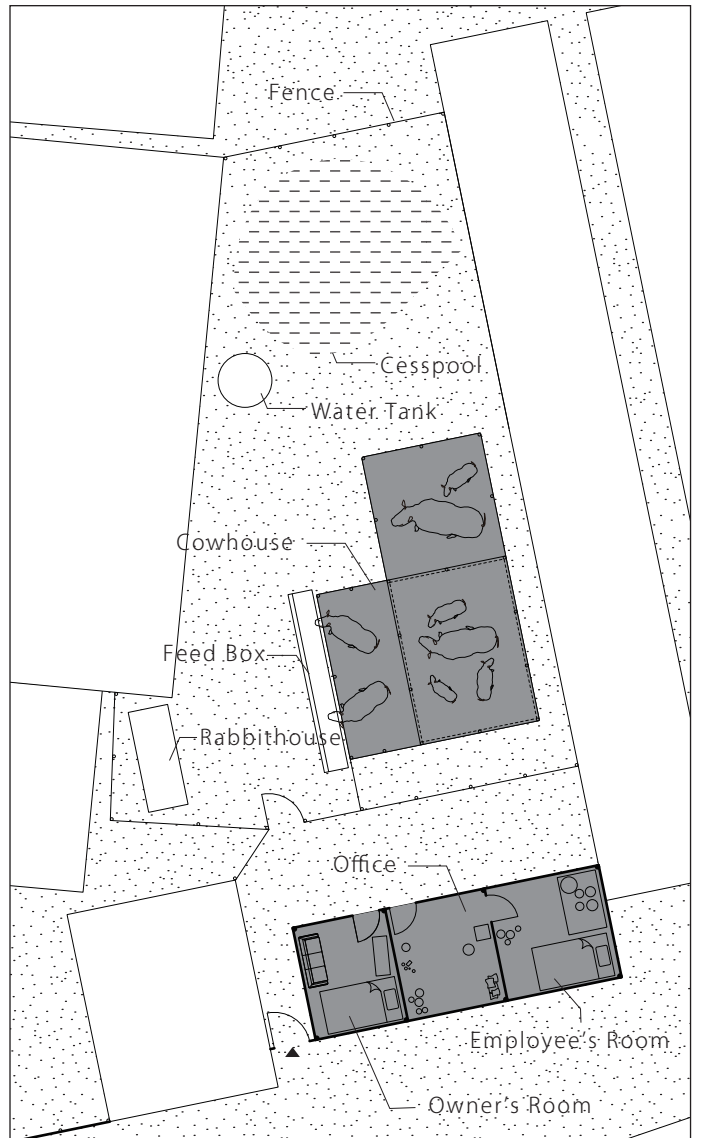 Fence
Cesspool
Water Tank
Cowhouse
Feed Box
Rabbithouse
Office
Employee's Room
Owner's Room